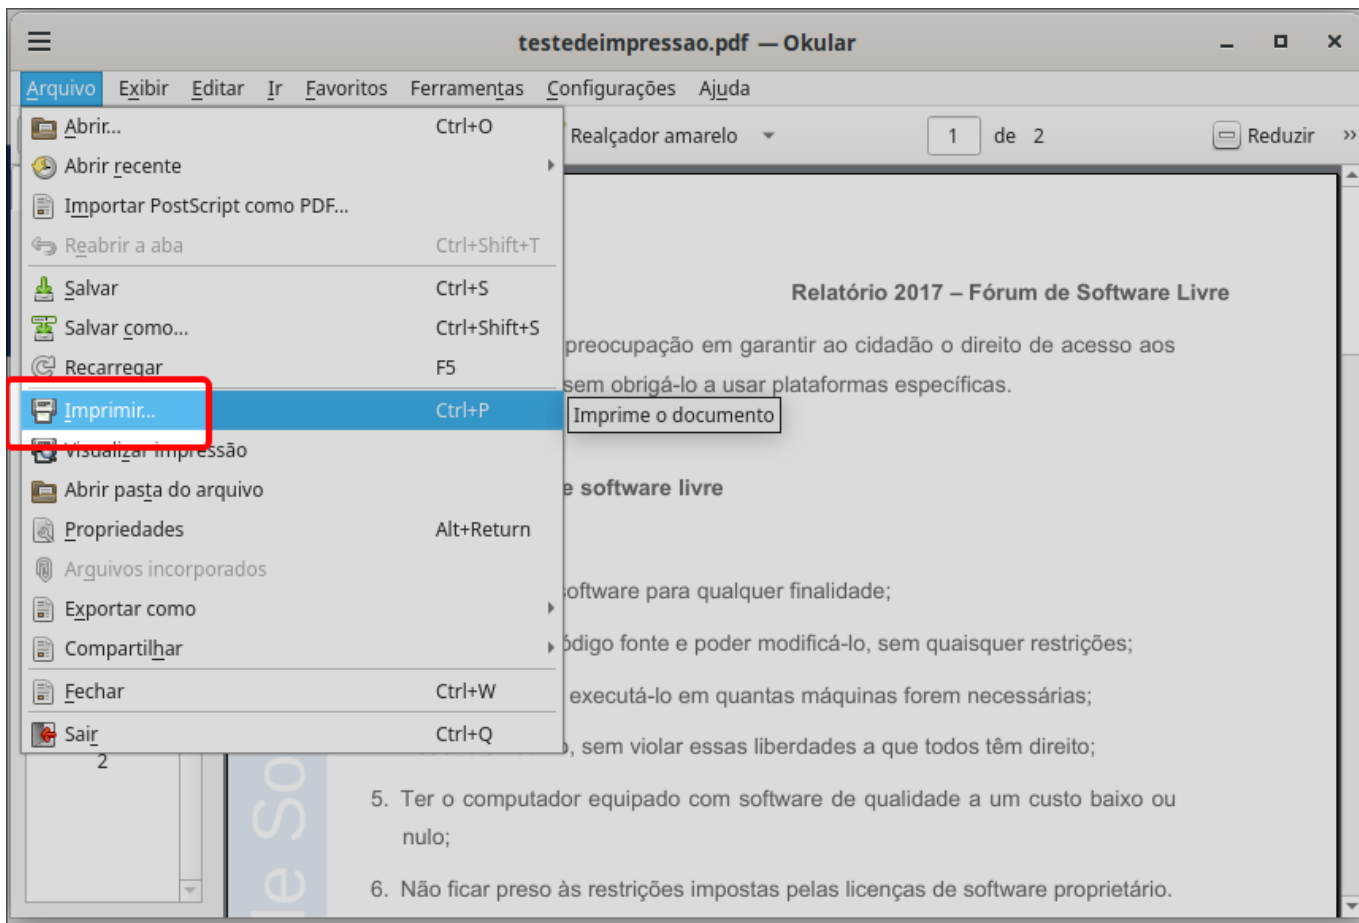 testedeimpressao.pdf — Okular
Arquivo Exibir Editar Ir Favoritos Ferramentas Configurações Ajuda
Realçador amarelo 1 de 2 Reduzir »
Abrir... Ctrl+O
Abrir recente
Importar PostScript como PDF...
Reabrir a aba Ctrl+Shift+T
Salvar Ctrl+S
Salvar como... Ctrl+Shift+S
Recarregar F5
Imprimir... Ctrl+P
Imprime o documento
Visualizar impressão
Abrir pasta do arquivo
Propriedades Alt+Return
Arquivos incorporados
Exportar como
Compartilhar
Fechar Ctrl+W
Sair Ctrl+Q
2
Relatório 2017 – Fórum de Software Livre
preocupação em garantir ao cidadão o direito de acesso aos
sem obrigá-lo a usar plataformas específicas.
software livre
software para qualquer finalidade;
fonte e poder modificá-lo, sem quaisquer restrições;
executá-lo em quantas máquinas forem necessárias;
sem violar essas liberdades a que todos têm direito;
5. Ter o computador equipado com software de qualidade a um custo baixo ou
nulo;
6. Não ficar preso às restrições impostas pelas licenças de software proprietário.